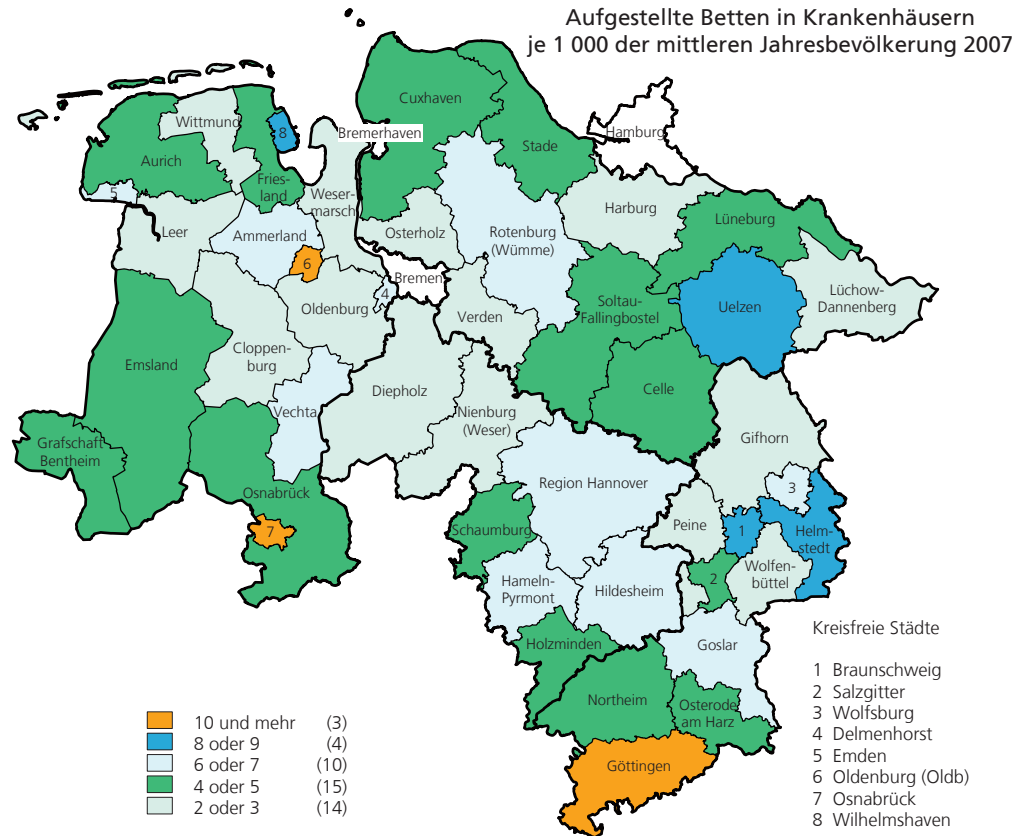 Aufgestellte Betten in Krankenhäusern
je 1 000 der mittleren Jahresbevölkerung 2007
Cuxhaven
Wittmund
8
Bremerhaven
Hamburg
Stade
Aurich
Fries-
land
5
Weser-
marsch
Harburg
Lüneburg
Leer
Ammerland
Osterholz
Rotenburg
(Wümme)
6
Bremen
4
Oldenburg
Verden
Soltau-
Fallingbostel
Uelzen
Lüchow-
Dannenberg
Emsland
Cloppen-
burg
Diepholz
Celle
Vechta
Nienburg
(Weser)
Gifhorn
Grafschaft
Bentheim
Osnabrück
Region Hannover
3
7
Schaumburg
Peine
1
Helm-
stedt
2
Wolfen-
büttel
Hameln-
Pyrmont
Hildesheim
Holzminden
Goslar
Northeim
Osterode
am Harz
Göttingen
10 und mehr (3)
8 oder 9 (4)
6 oder 7 (10)
4 oder 5 (15)
2 oder 3 (14)
Kreisfreie Städte
1 Braunschweig
2 Salzgitter
3 Wolfsburg
4 Delmenhorst
5 Emden
6 Oldenburg (Oldb)
7 Osnabrück
8 Wilhelmshaven